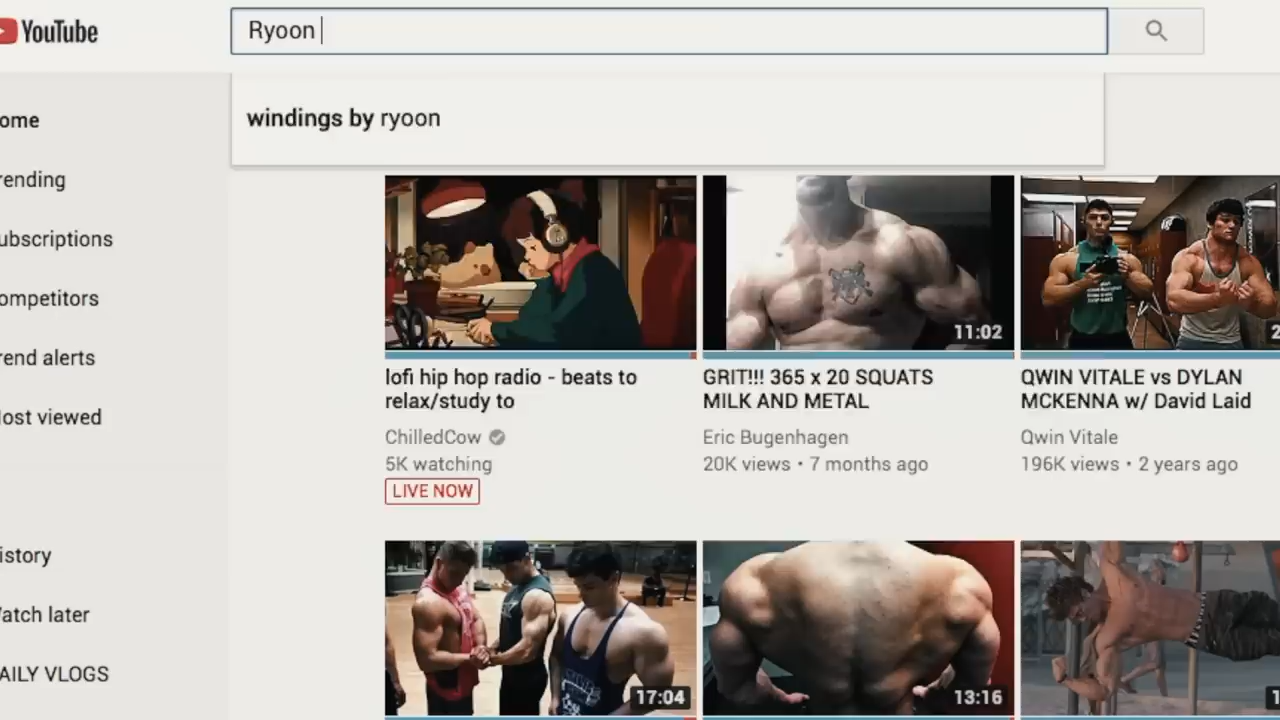 YouTube
Ryoon
windings by ryoon
ome
rending
ubscriptions
ompetitors
rend alerts
ost viewed
istory
atch later
AILY VLOGS
11:02
2
lofi hip hop radio - beats to
relax/study to
ChilledCow
5K watching
LIVE NOW
GRIT!!! 365 x 20 SQUATS
MILK AND METAL
Eric Bugenhagen
20K views • 7 months ago
QWIN VITALE vs DYLAN
MCKENNA w/ David Laid
Qwin Vitale
196K views • 2 years ago
17:04
13:16
1